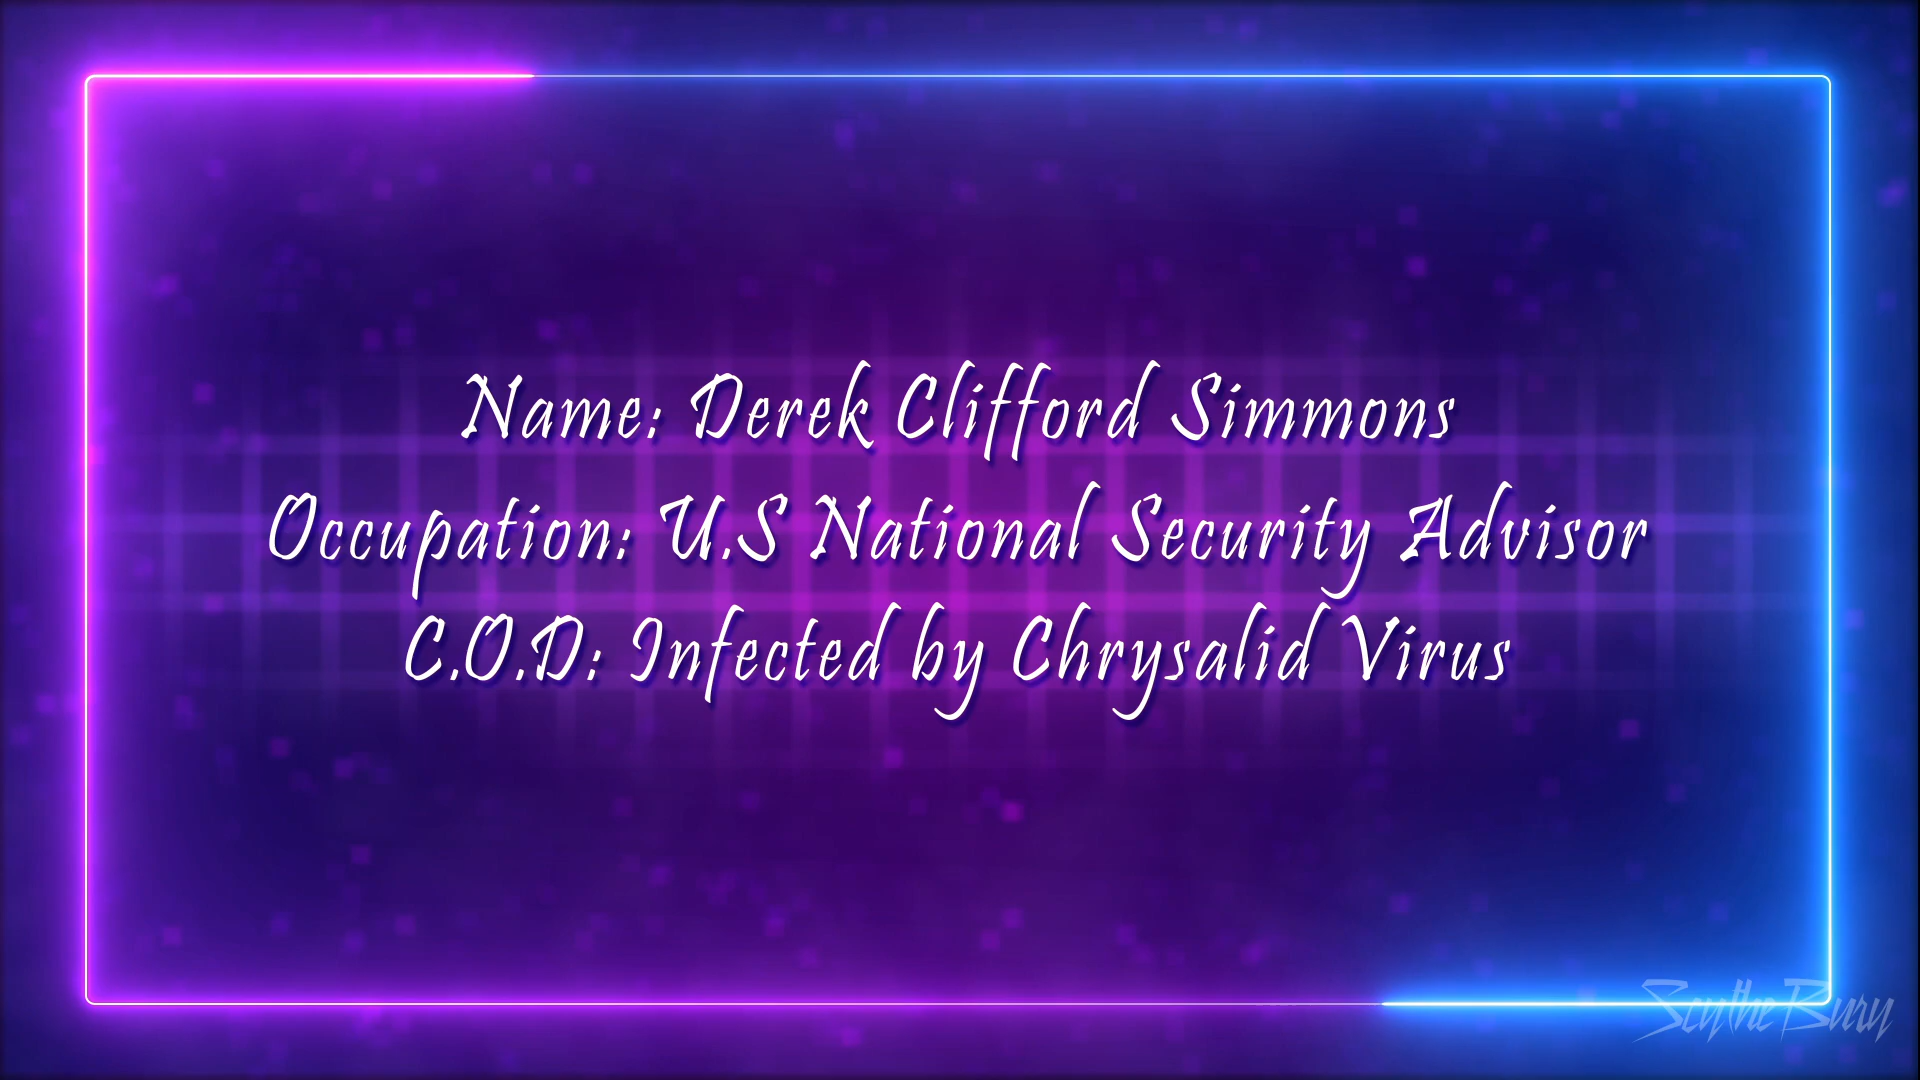 Name: Derek Clifford Simmons
Occupation: U.S National Security Advisor
C.O.D: Infected by Chrysalid Virus
ScytheBury